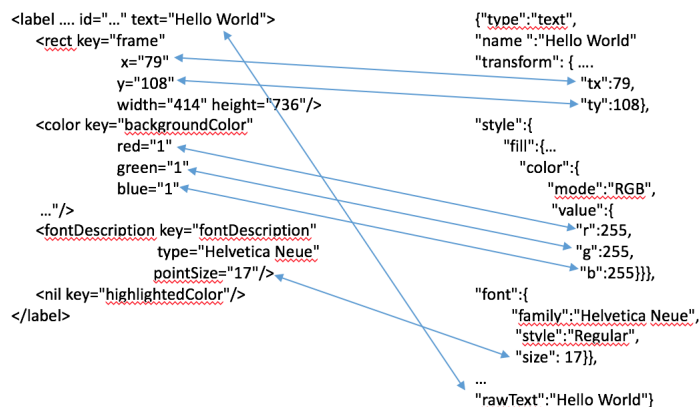 <label .... id="..." text="Hello World">
<rect key="frame"
x="79"
y="108"
width="414" height="736"/>
<color key="backgroundColor"
red="1"
green="1"
blue="1"
..."/>
<fontDescription key="fontDescription"
type="Helvetica Neue"
pointSize="17"/>
<nil key="highlightedColor"/>
</label>
{"type":"text",
"name ":"Hello World"
"transform": { ....
"tx":79,
"ty":108},
"style":{
"fill":{...
"color":{
"mode":"RGB",
"value":{
"r":255,
"g":255,
"b":255}}},
"font":{
"family":"Helvetica Neue",
"style":"Regular",
"size": 17}},
...
"rawText":"Hello World"}